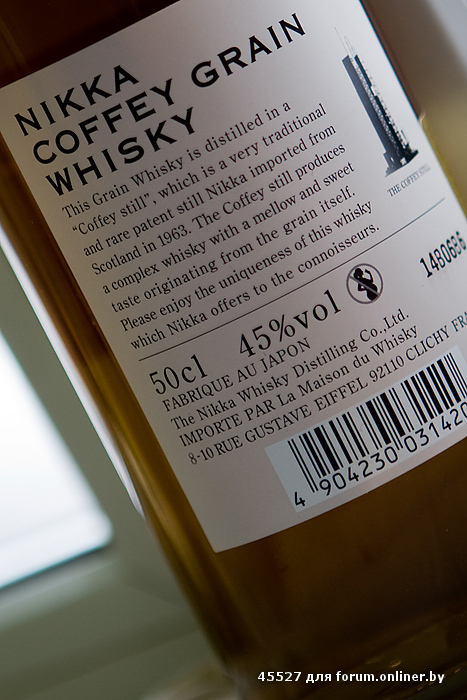 NIKKA
COFFEY GRAIN
WHISKY
This Grain Whisky is distilled in a
"Coffey still", which is a very traditional
and rare patent still Nikka imported from
Scotland in 1963. The Coffey still produces
a complex whisky with a mellow and sweet
taste originating from the grain itself.
Please enjoy the uniqueness of this whisky
which Nikka offers to the connoisseurs.
THE COFFEY STILL
50cl 45%vol
FABRIQUE AU JAPON
The Nikka Whisky Distilling Co.,Ltd.
IMPORTE PAR La Maison du Whisky
8-10 RUE GUSTAVE EIFFEL 92110 CLICHY FRA
4 904230 031420
45527 для forum.onliner.by